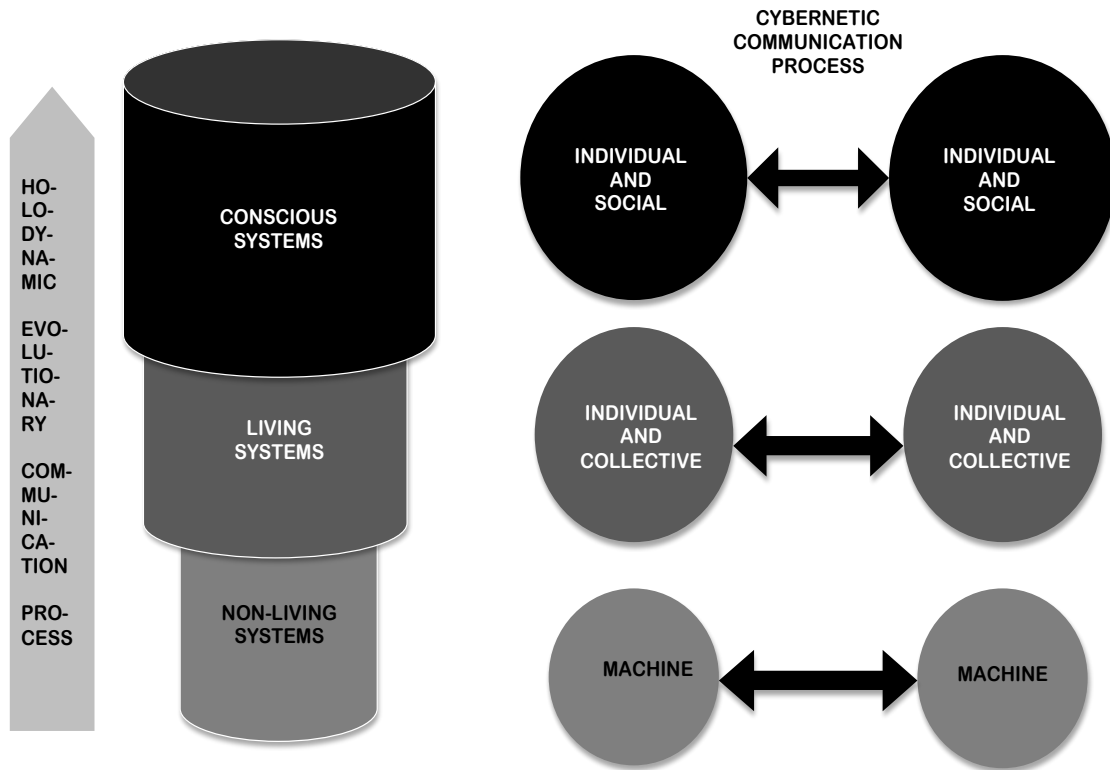 HO-
LO-
DY-
NA-
MIC
EVO-
LU-
TIO-
NA-
RY
COM-
MU-
NI-
CA-
TION
PRO-
CESS
CONSCIOUS
SYSTEMS
LIVING
SYSTEMS
NON-LIVING
SYSTEMS
CYBERNETIC
COMMUNICATION
PROCESS
INDIVIDUAL
AND
SOCIAL
INDIVIDUAL
AND
SOCIAL
INDIVIDUAL
AND
COLLECTIVE
INDIVIDUAL
AND
COLLECTIVE
MACHINE
MACHINE